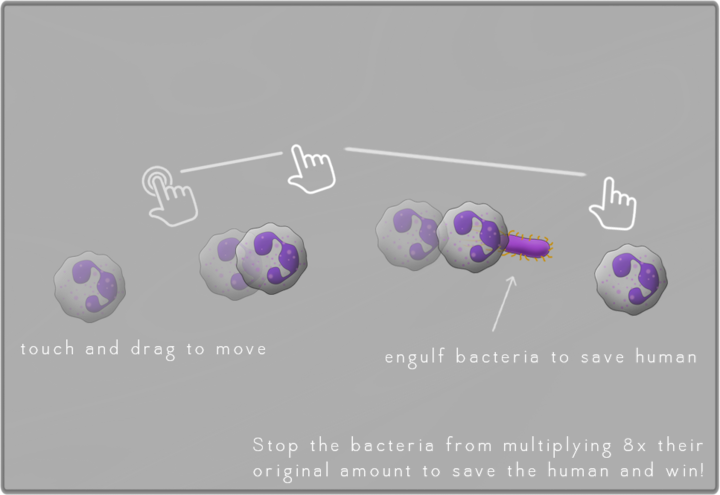 touch and drag to move
engulf bacteria to save human
Stop the bacteria from multiplying 8x their
original amount to save the human and win!